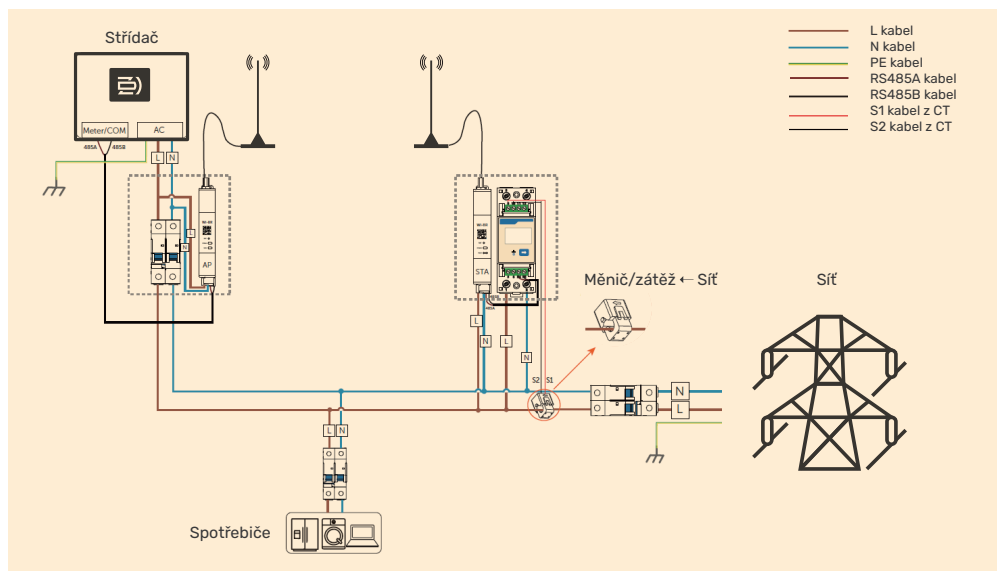 Střídač
Meter/COM
AC
485A
485B
L
N
L
N
AP
L kabel
N kabel
PE kabel
RS485A kabel
RS485B kabel
S1 kabel z CT
S2 kabel z CT
STA
L
N
L
N
S2
S1
Měnič/zátěž ← Síť
Síť
N
L
L
N
Spotřebiče